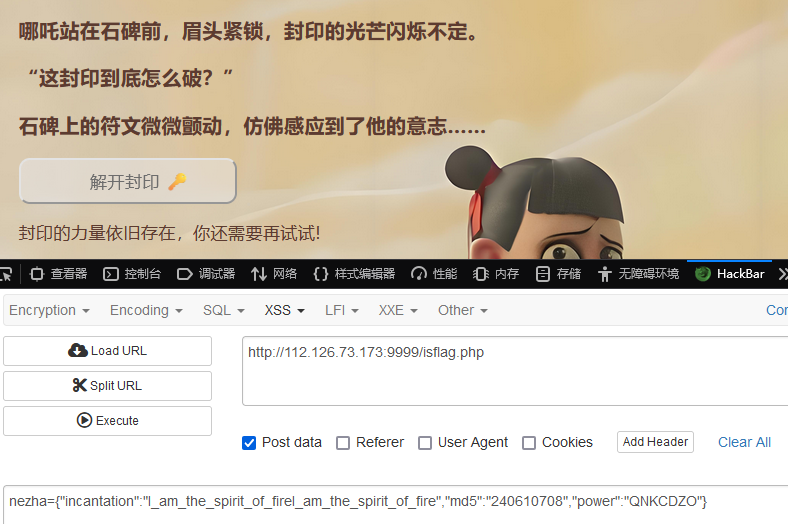 哪吒站在石碑前，眉头紧锁，封印的光芒闪烁不定。
“这封印到底怎么破？”
石碑上的符文微微颤动，仿佛感应到了他的意志……
解开封印 🔑
封印的力量依旧存在，你还需要再试试!
查看器 控制台 调试器 网络 样式编辑器 性能 内存 存储 无障碍环境 HackBar
Encryption Encoding SQL XSS LFI XXE Other Con
Load URL
http://112.126.73.173:9999/isflag.php
Split URL
Execute
Post data Referer User Agent Cookies Add Header Clear All
nezha={"incantation":"I_am_the_spirit_of_fireI_am_the_spirit_of_fire","md5":"240610708","power":"QNKCDZO"}